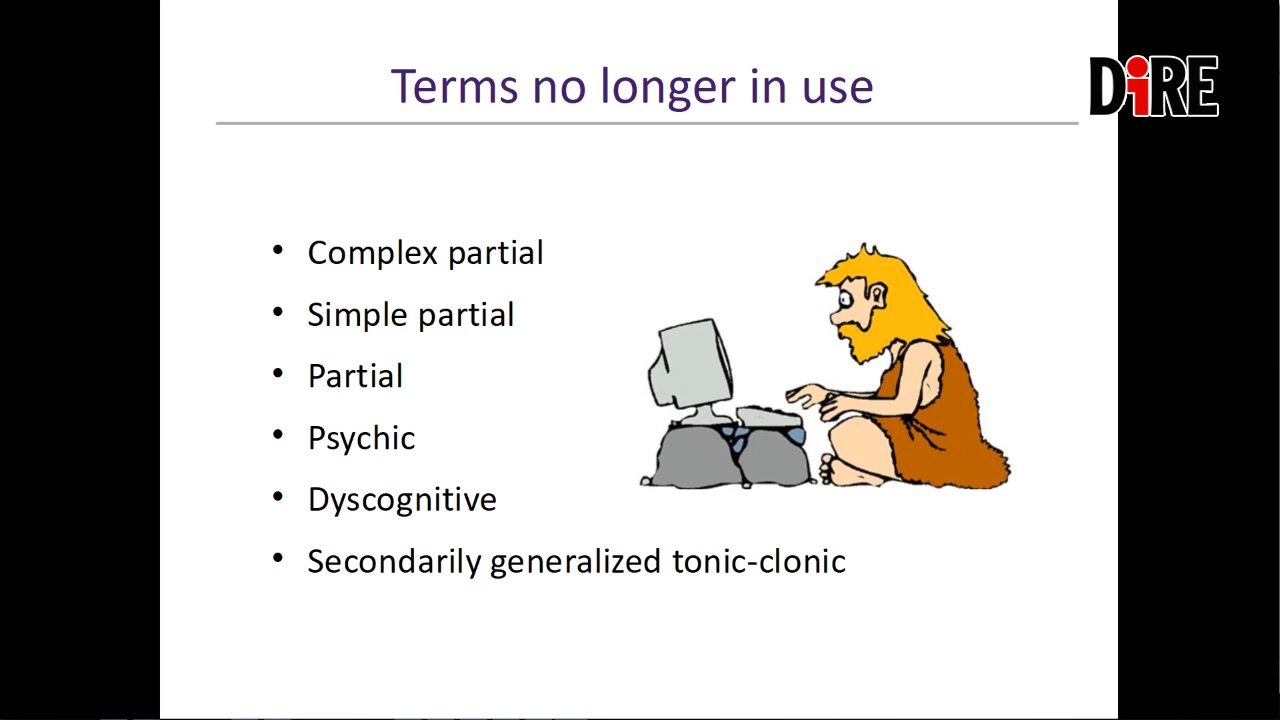 Terms no longer in use
DiRE
• Complex partial
• Simple partial
• Partial
• Psychic
• Dyscognitive
• Secondarily generalized tonic-clonic